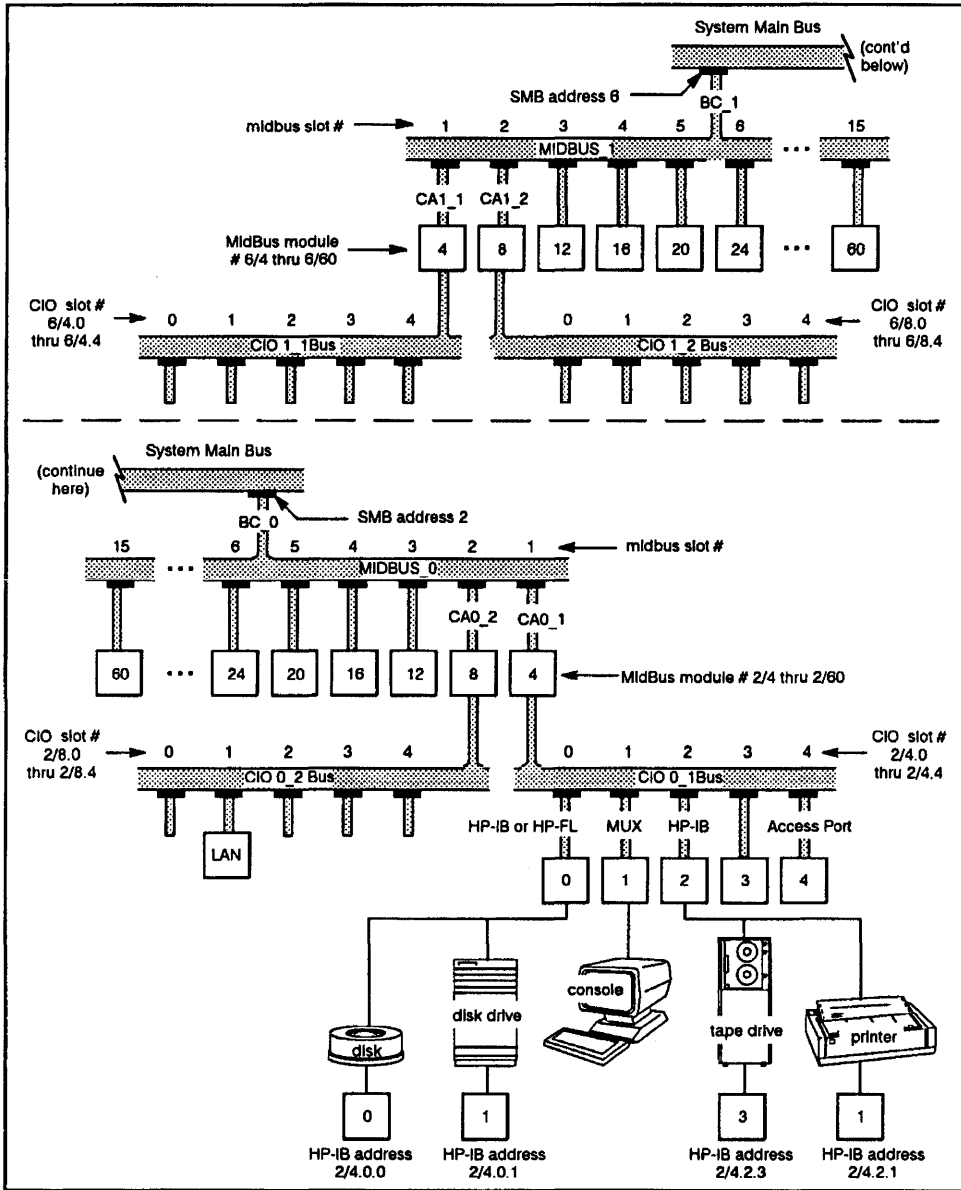 System Main Bus
(cont'd
below)
SMB address 6
BC_1
midbus slot #
1 2 3 4 5 6 15
MIDBUS_1
CA1_1 CA1_2
MidBus module
# 6/4 thru 6/60
4 8 12 16 20 24 60
CIO slot #
6/4.0
thru 6/4.4
0 1 2 3 4
CIO 1_1Bus
0 1 2 3 4
CIO 1_2 Bus
CIO slot #
6/8.0
thru 6/8.4
System Main Bus
(continue
here)
SMB address 2
BC_0
15 6 5 4 3 2 1
midbus slot #
MIDBUS_0
CA0_2 CA0_1
60 24 20 16 12 8 4
MidBus module # 2/4 thru 2/60
CIO slot #
2/8.0
thru 2/8.4
0 1 2 3 4
CIO 0_2 Bus
0 1 2 3 4
CIO 0_1Bus
CIO slot #
2/4.0
thru 2/4.4
LAN
HP-IB or HP-FL MUX HP-IB Access Port
0 1 2 3 4
disk
disk drive
console
tape drive
printer
0 1 3 1
HP-IB address
2/4.0.0
HP-IB address
2/4.0.1
HP-IB address
2/4.2.3
HP-IB address
2/4.2.1